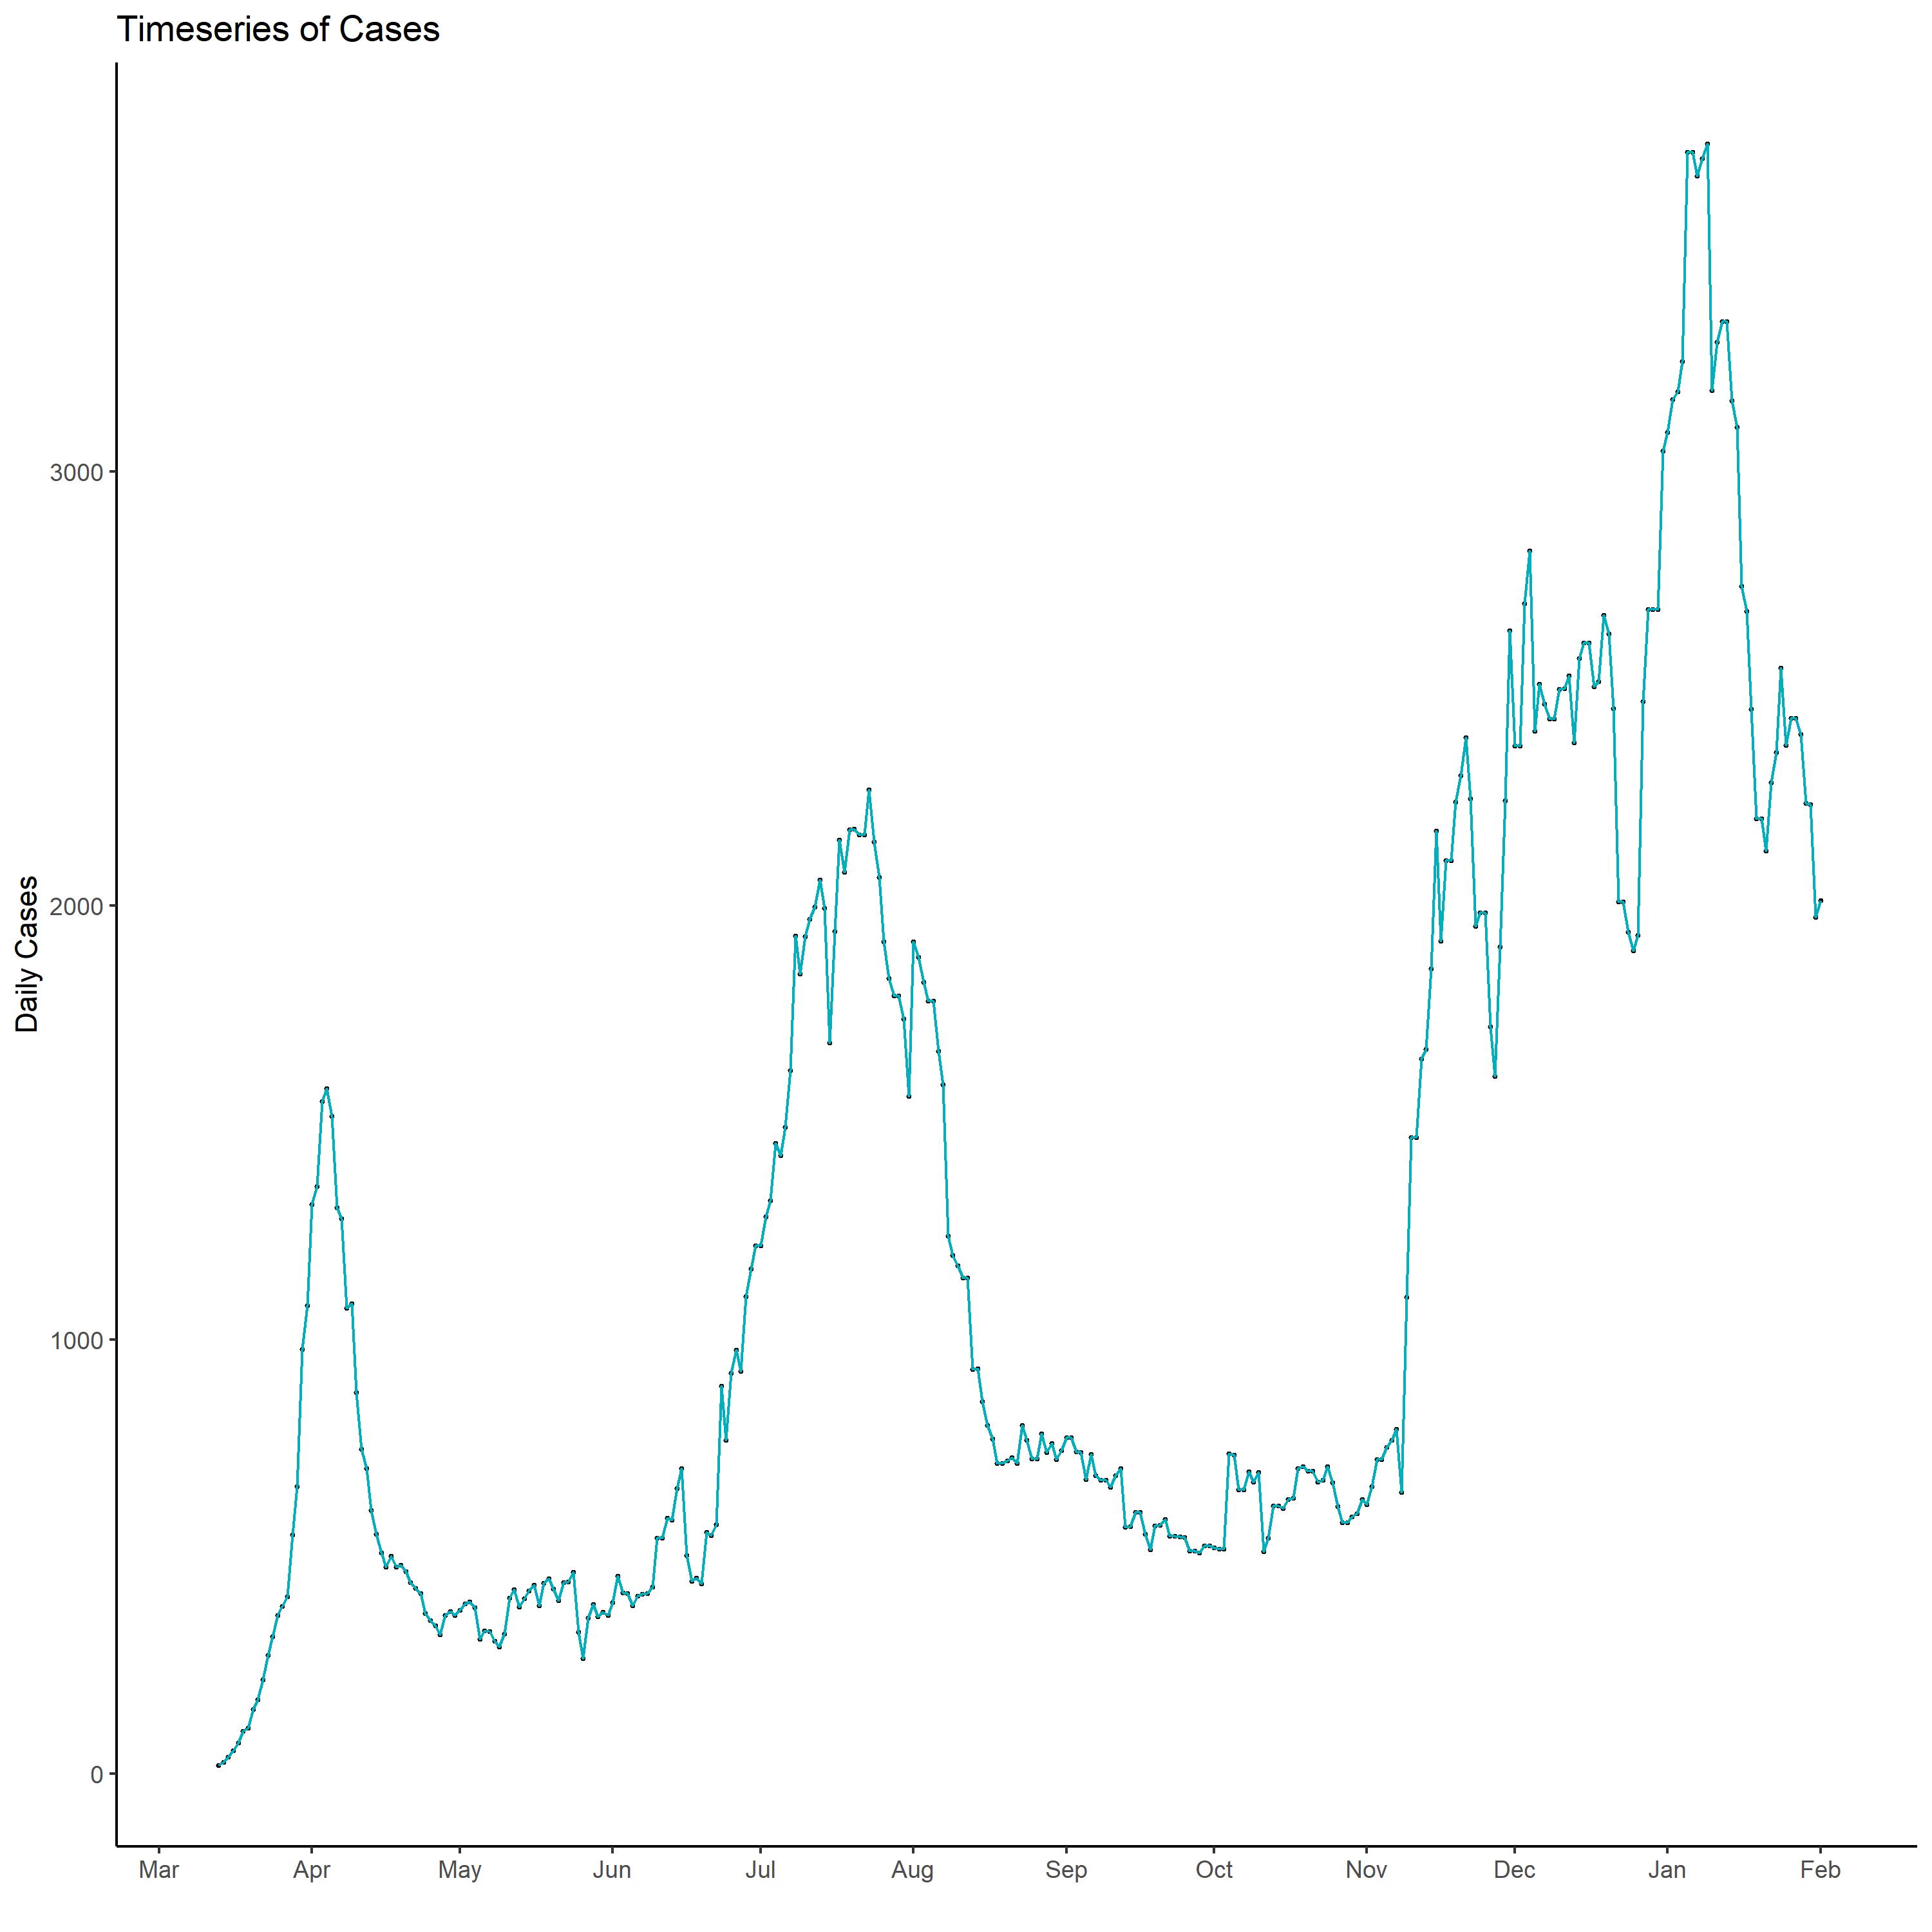 Timeseries of Cases
Daily Cases
3000
2000
1000
0
Mar Apr May Jun Jul Aug Sep Oct Nov Dec Jan Feb